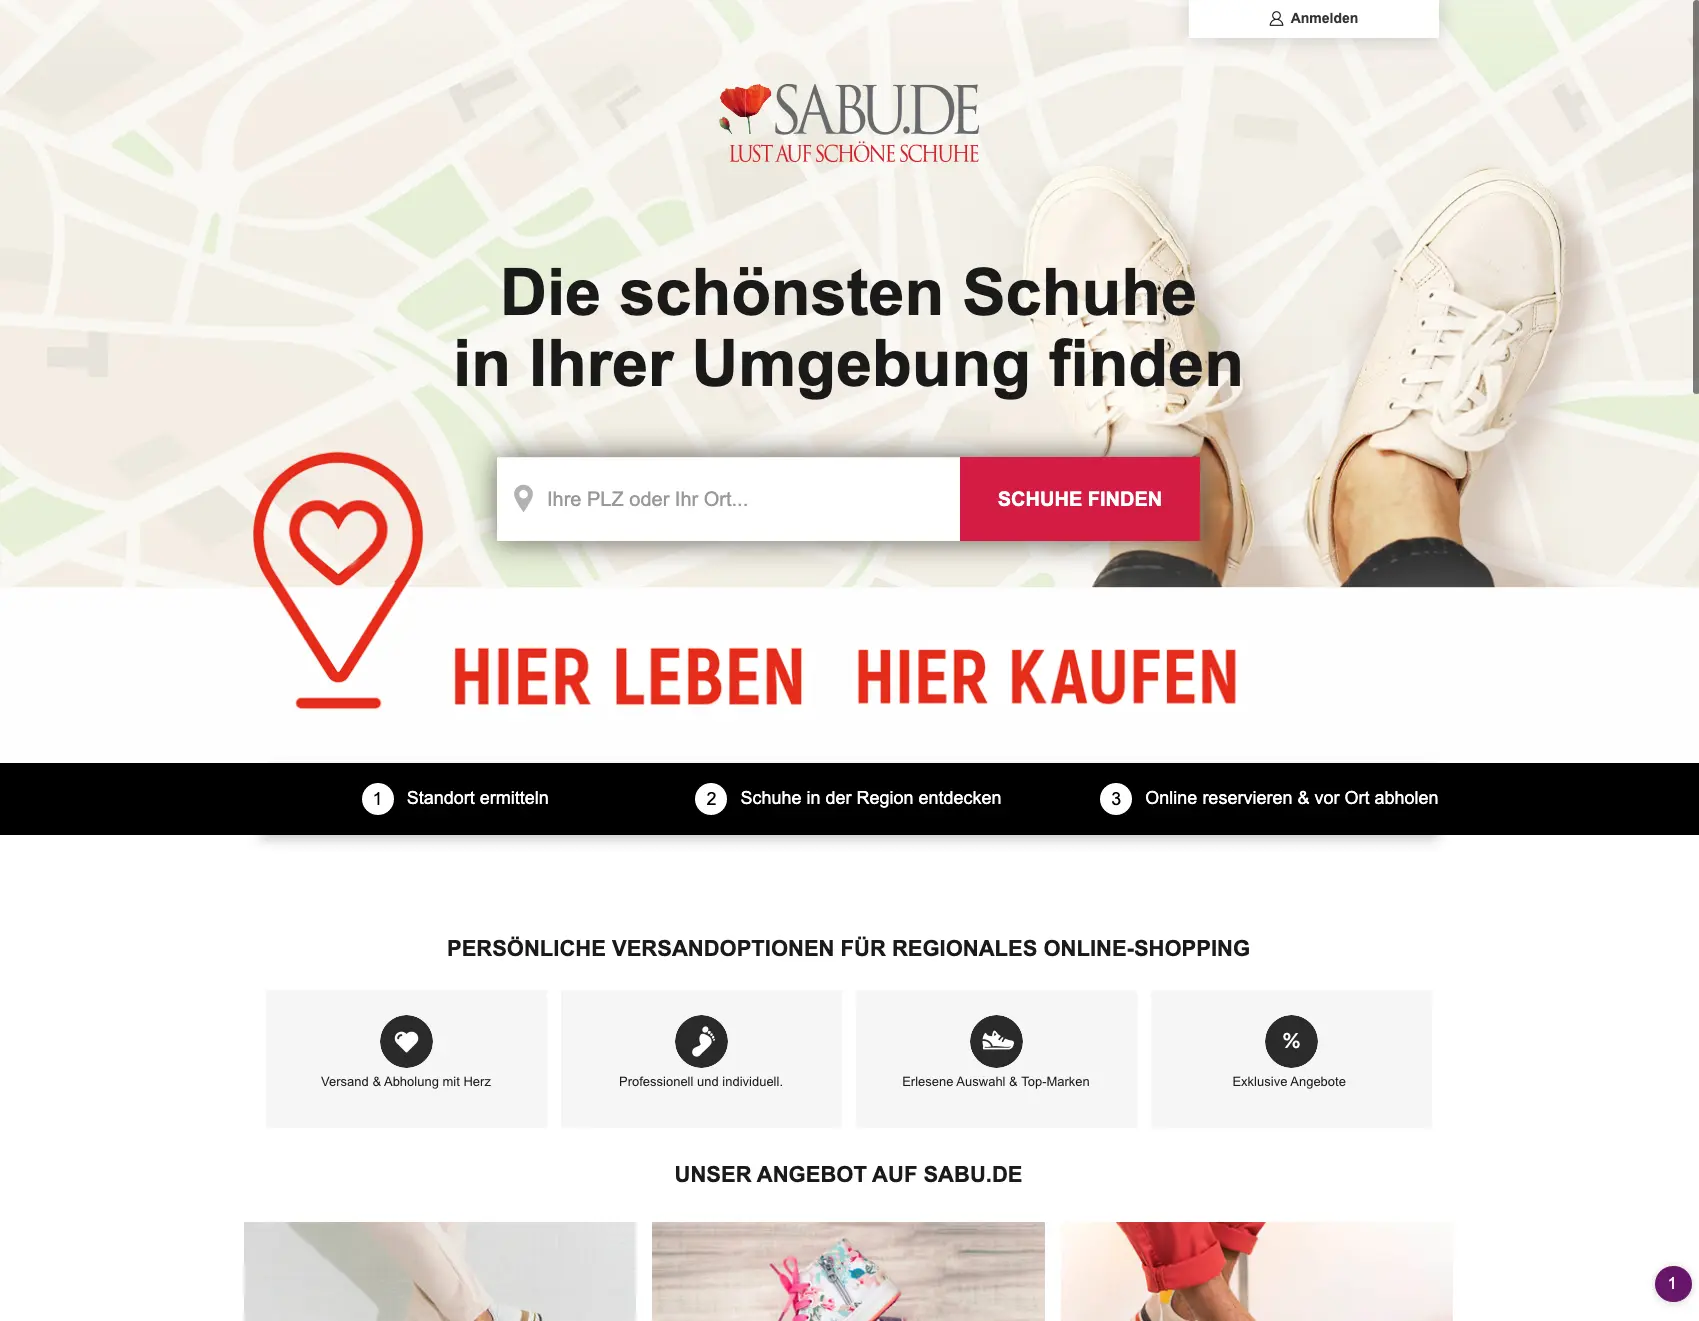 Anmelden
SABU.DE
LUST AUF SCHÖNE SCHUHE
Die schönsten Schuhe
in Ihrer Umgebung finden
Ihre PLZ oder Ihr Ort...
SCHUHE FINDEN
HIER LEBEN HIER KAUFEN
1 Standort ermitteln
2 Schuhe in der Region entdecken
3 Online reservieren & vor Ort abholen
PERSÖNLICHE VERSANDOPTIONEN FÜR REGIONALES ONLINE-SHOPPING
Versand & Abholung mit Herz
Professionell und individuell.
Erlesene Auswahl & Top-Marken
%
Exklusive Angebote
UNSER ANGEBOT AUF SABU.DE
1